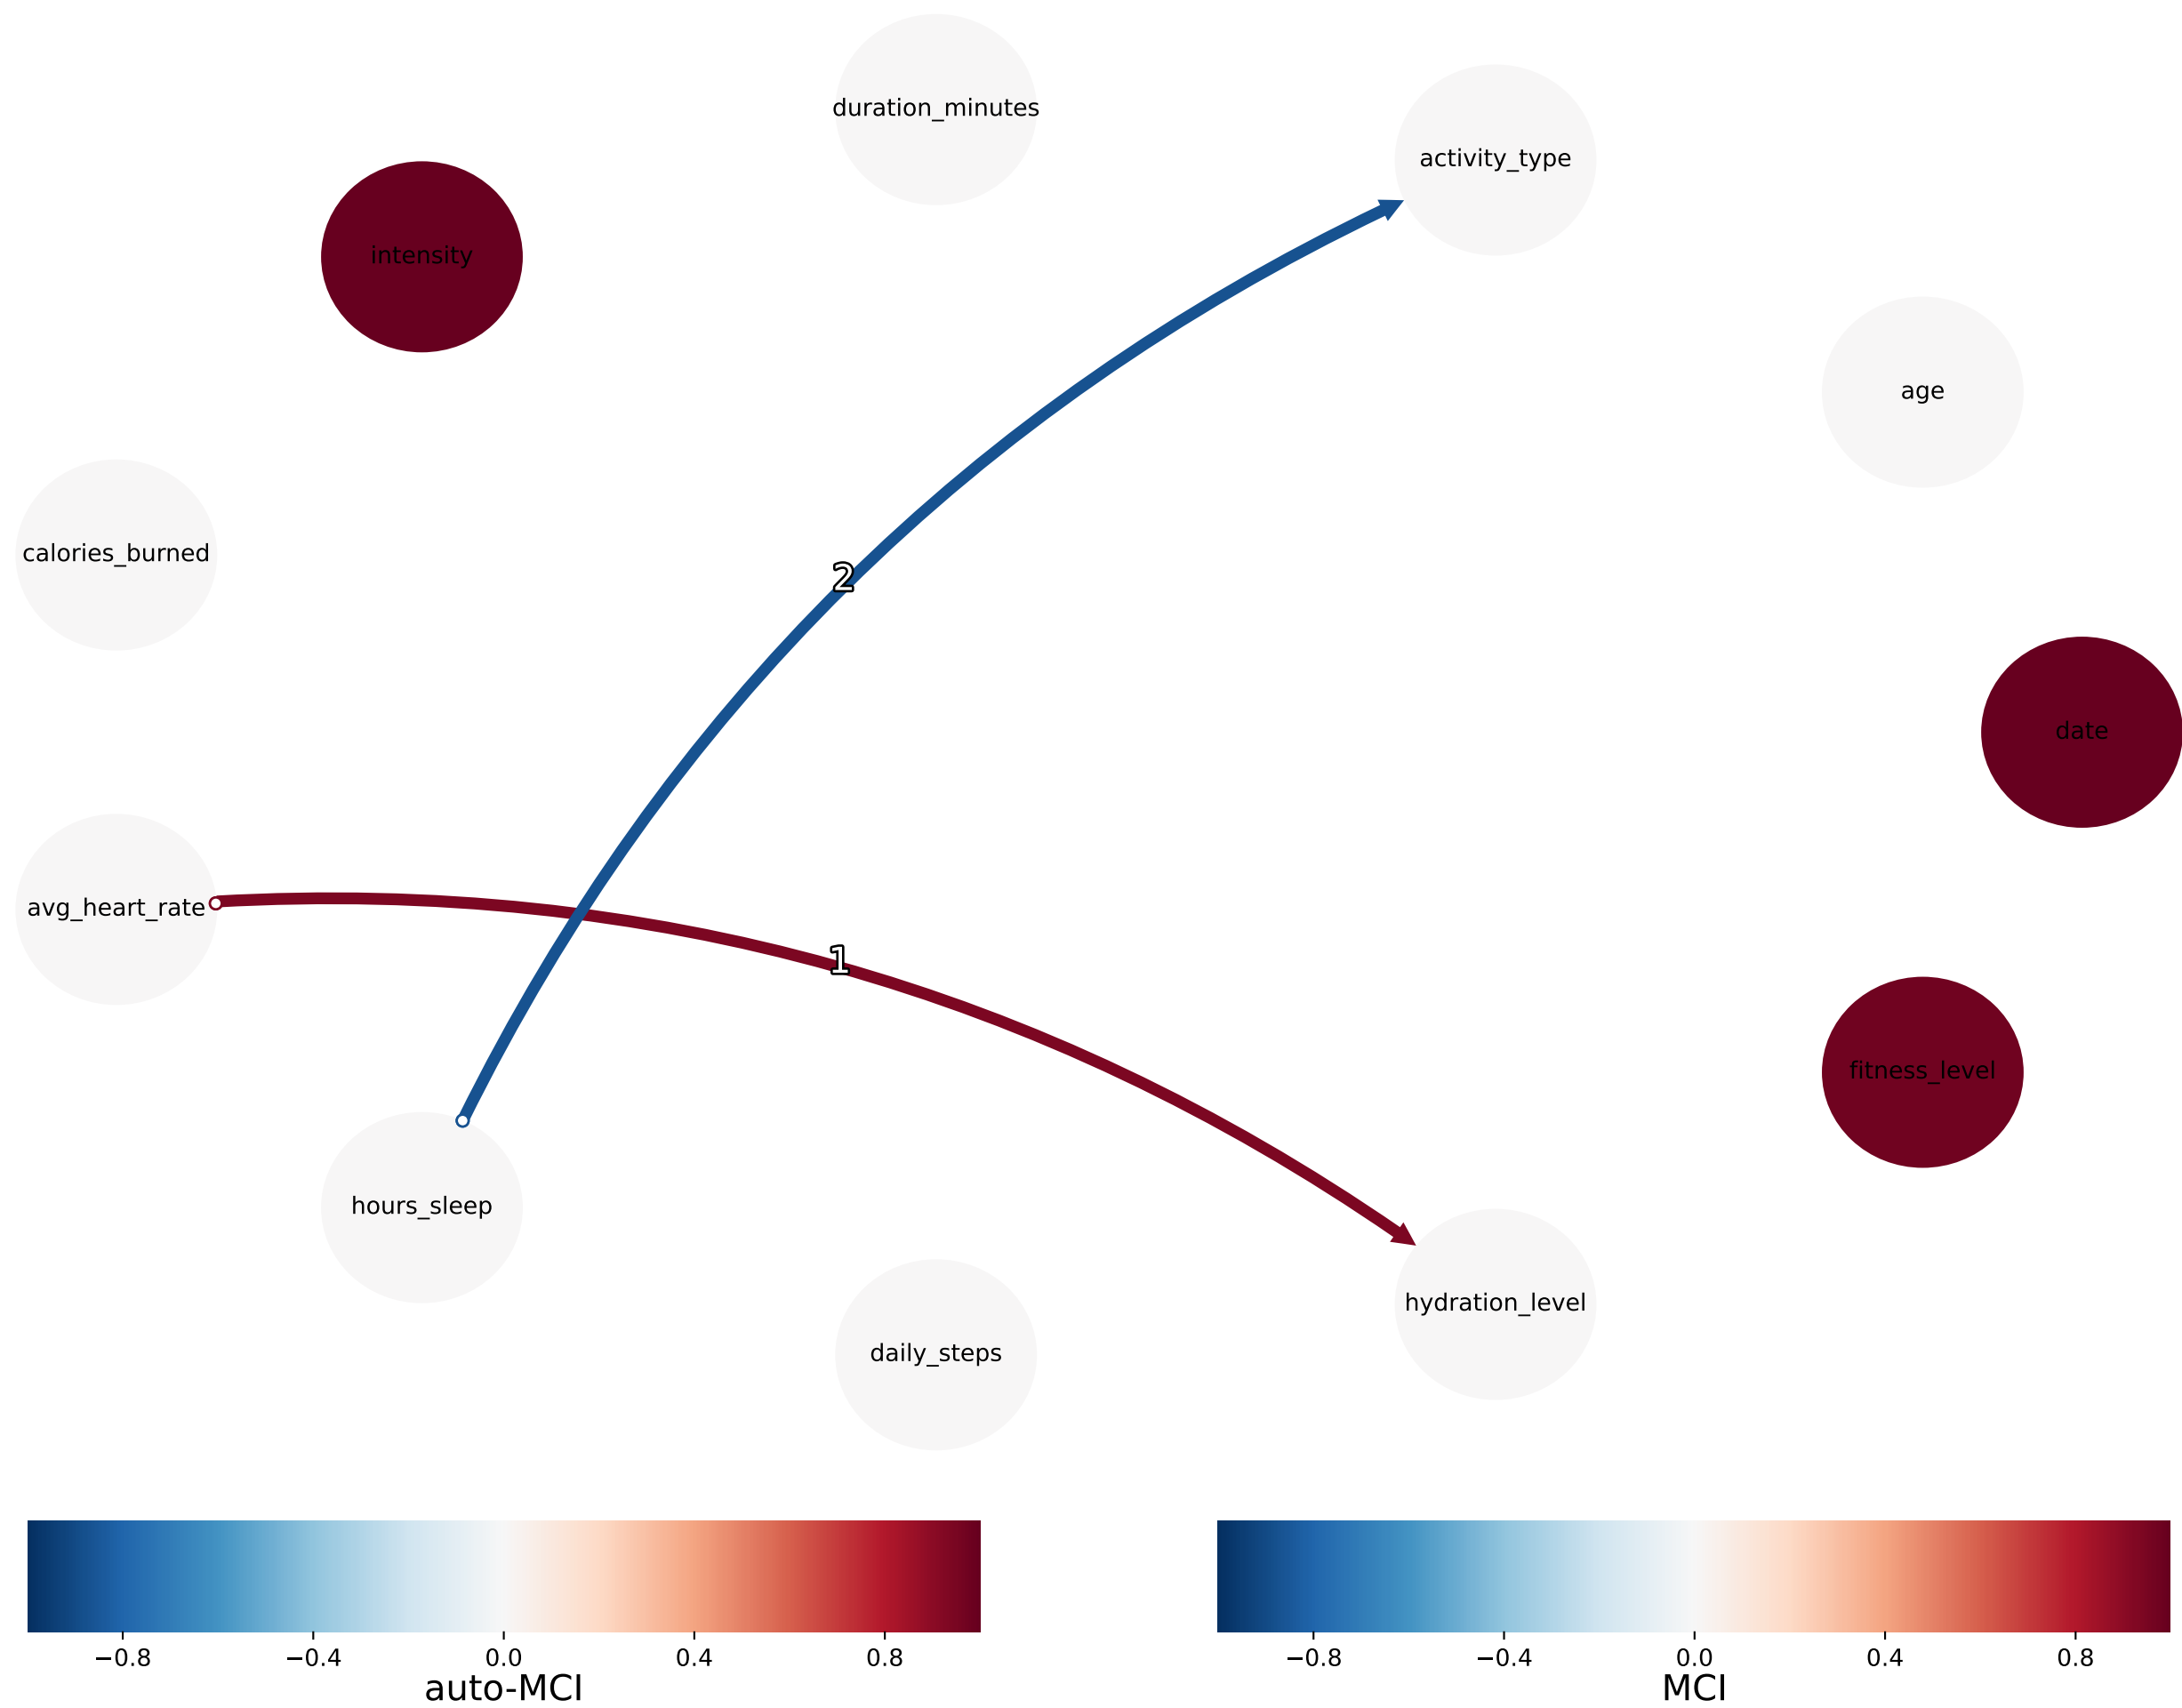 duration_minutes
activity_type
intensity
age
calories_burned
2
date
avg_heart_rate
1
fitness_level
hours_sleep
hydration_level
daily_steps
−0.8 −0.4 0.0 0.4 0.8
auto-MCI
−0.8 −0.4 0.0 0.4 0.8
MCI